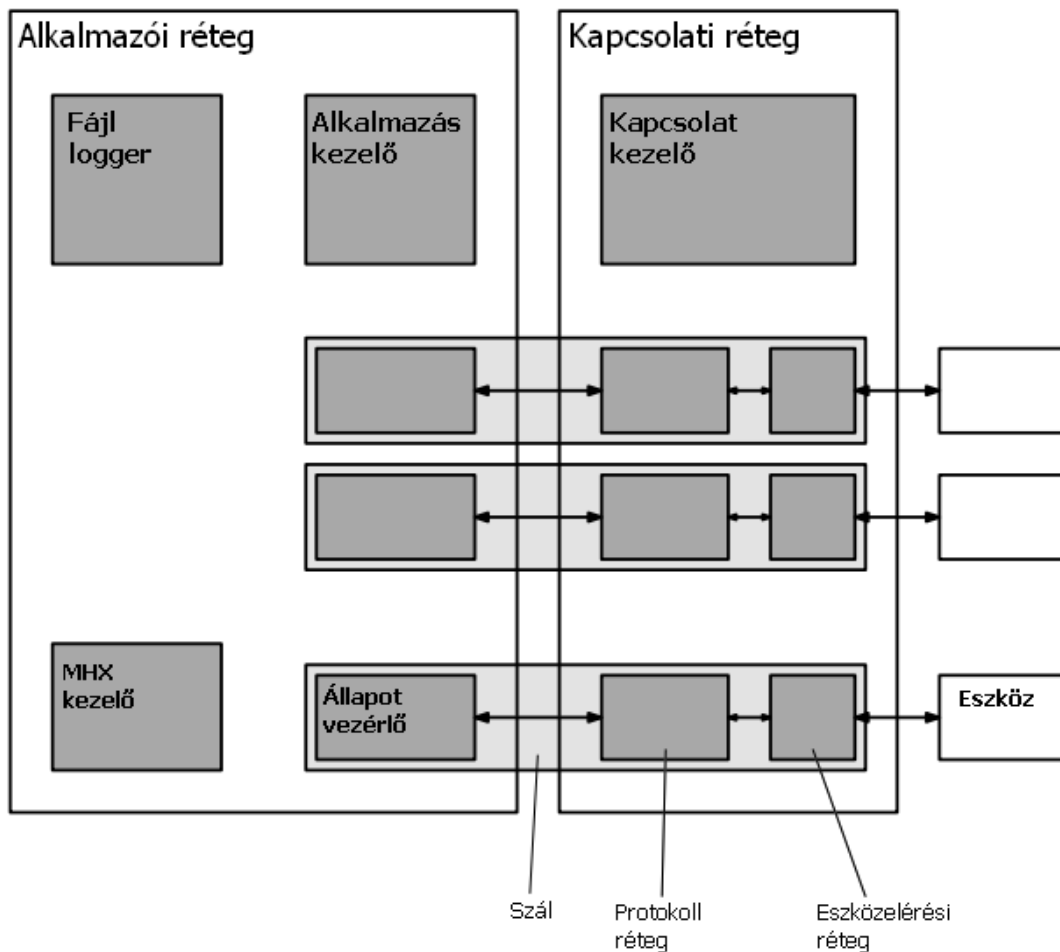 Alkalmazói réteg
Kapcsolati réteg
Fájl
logger
Alkalmazás
kezelő
Kapcsolat
kezelő
MHX
kezelő
Állapot
vezérlő
Eszköz
Szál
Protokoll
réteg
Eszközelérési
réteg